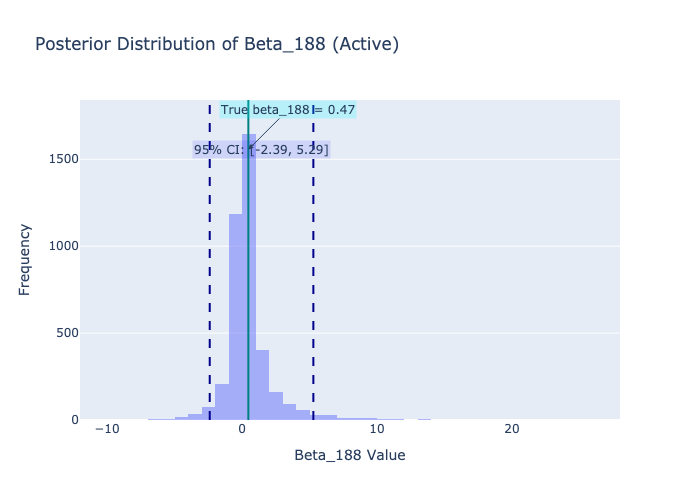 Posterior Distribution of Beta_188 (Active)
True beta_188 = 0.47
95% CI: [-2.39, 5.29]
1500
1000
500
0
Frequency
−10
0
10
20
Beta_188 Value